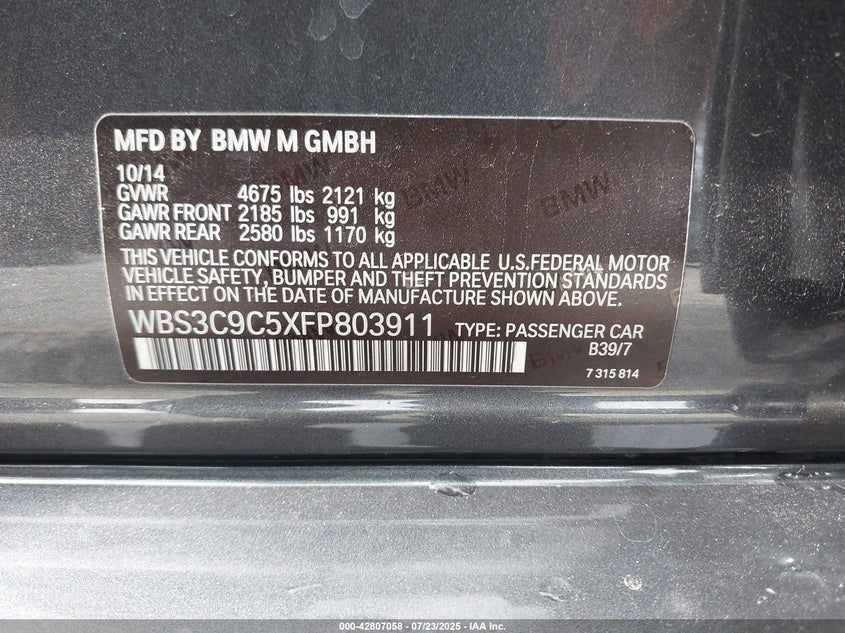 MFD BY BMW M GMBH
10/14
GVWR 4675 lbs 2121 kg
GAWR FRONT 2185 lbs 991 kg
GAWR REAR 2580 lbs 1170 kg
THIS VEHICLE CONFORMS TO ALL APPLICABLE U.S.FEDERAL MOTOR
VEHICLE SAFETY, BUMPER AND THEFT PREVENTION STANDARDS
IN EFFECT ON THE DATE OF MANUFACTURE SHOWN ABOVE.
WBS3C9C5XFP803911 TYPE: PASSENGER CAR
B39/7
7 315 814
000-42807058 - 07/23/2025 - IAA Inc.